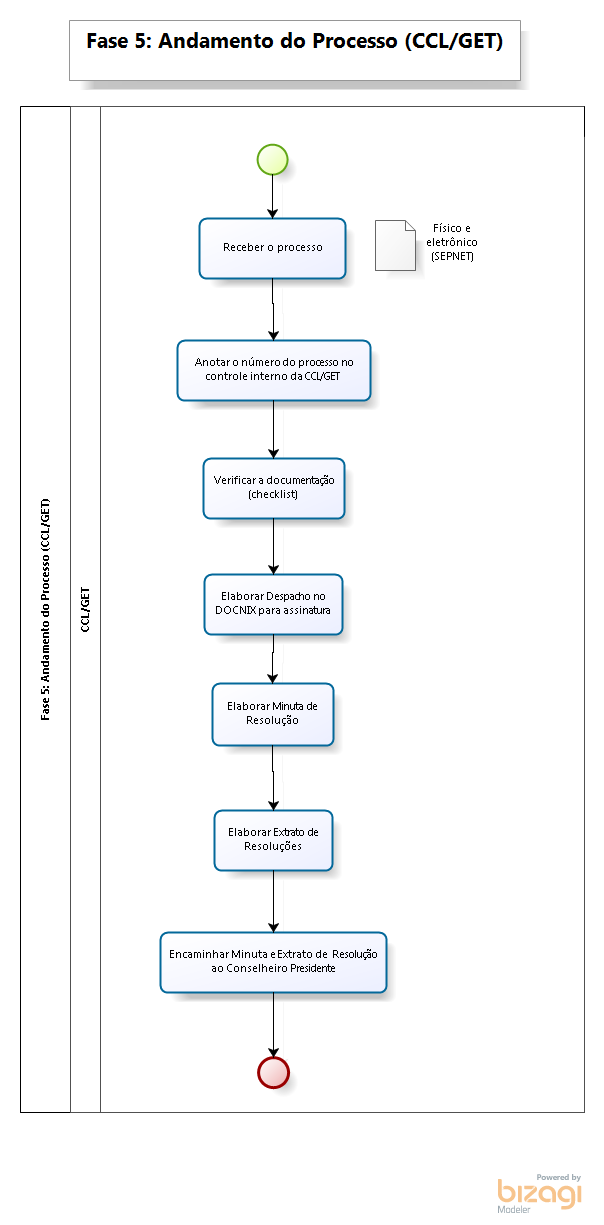 Fase 5: Andamento do Processo (CCL/GET)
Fase 5: Andamento do Processo (CCL/GET)
CCL/GET
Receber o processo
Físico e
eletrônico
(SEPNET)
Anotar o número do processo no
controle interno da CCL/GET
Verificar a documentação
(checklist)
Elaborar Despacho no
DOCNIX para assinatura
Elaborar Minuta de
Resolução
Elaborar Extrato de
Resoluções
Encaminhar Minuta e Extrato de Resolução
ao Conselheiro Presidente
Powered by
bizagi
Modeler